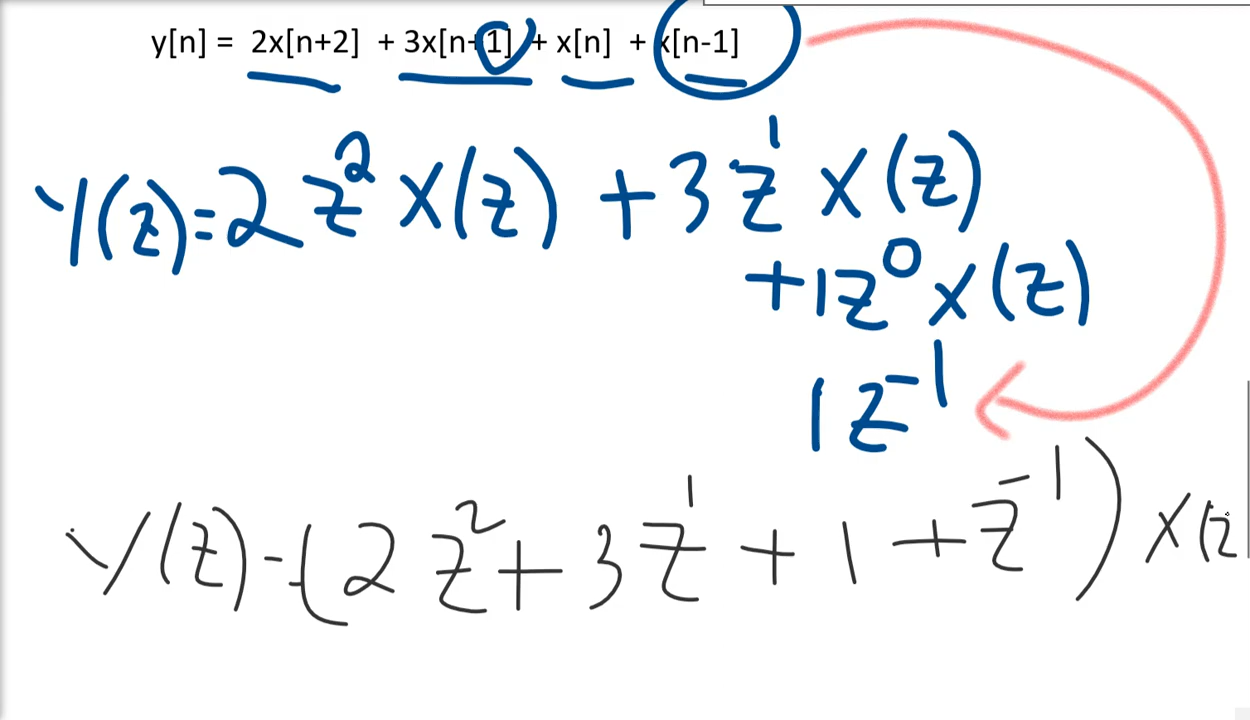 y[n] = 2x[n+2] + 3x[n+1] + x[n] + x[n-1]
Y(z)=2z² X(z) + 3z¹ X(z)
+1z⁰ X(z)
1z⁻¹
Y(z)=(2z²+3z¹+1+z⁻¹) X(z